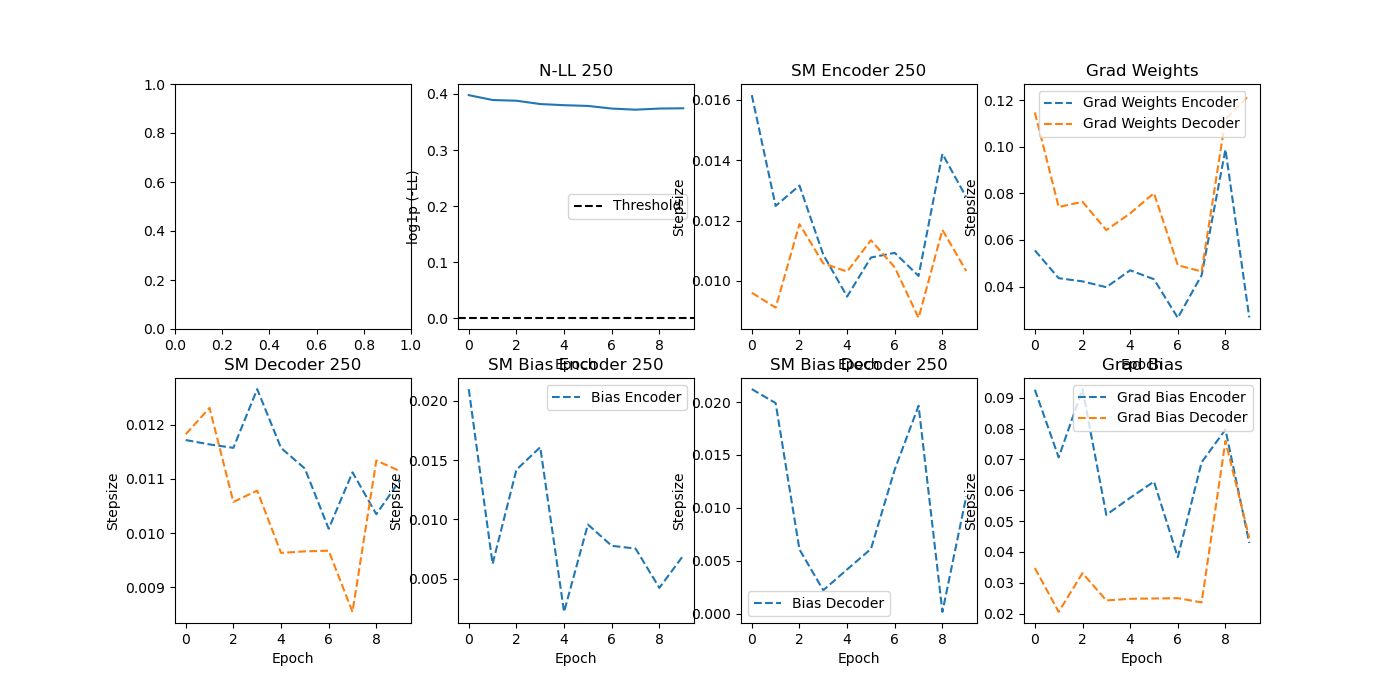 N-LL 250
SM Encoder 250
Grad Weights
1.0
0.8
0.6
0.4
0.2
0.0
0.0 0.2 0.4 0.6 0.8 1.0
log1p (-LL)
0.4
0.3
0.2
0.1
0.0
Threshold
0 2 4 6 8
Epoch
Stepsize
0.016
0.014
0.012
0.010
0 2 4 6 8
Epoch
Stepsize
0.12
0.10
0.08
0.06
0.04
Grad Weights Encoder
Grad Weights Decoder
0 2 4 6 8
Epoch
SM Decoder 250
SM Bias Encoder 250
SM Bias Decoder 250
Grad Bias
Stepsize
0.012
0.011
0.010
0.009
0 2 4 6 8
Epoch
Stepsize
0.020
0.015
0.010
0.005
Bias Encoder
0 2 4 6 8
Epoch
Stepsize
0.020
0.015
0.010
0.005
0.000
Bias Decoder
0 2 4 6 8
Epoch
Stepsize
0.09
0.08
0.07
0.06
0.05
0.04
0.03
0.02
Grad Bias Encoder
Grad Bias Decoder
0 2 4 6 8
Epoch